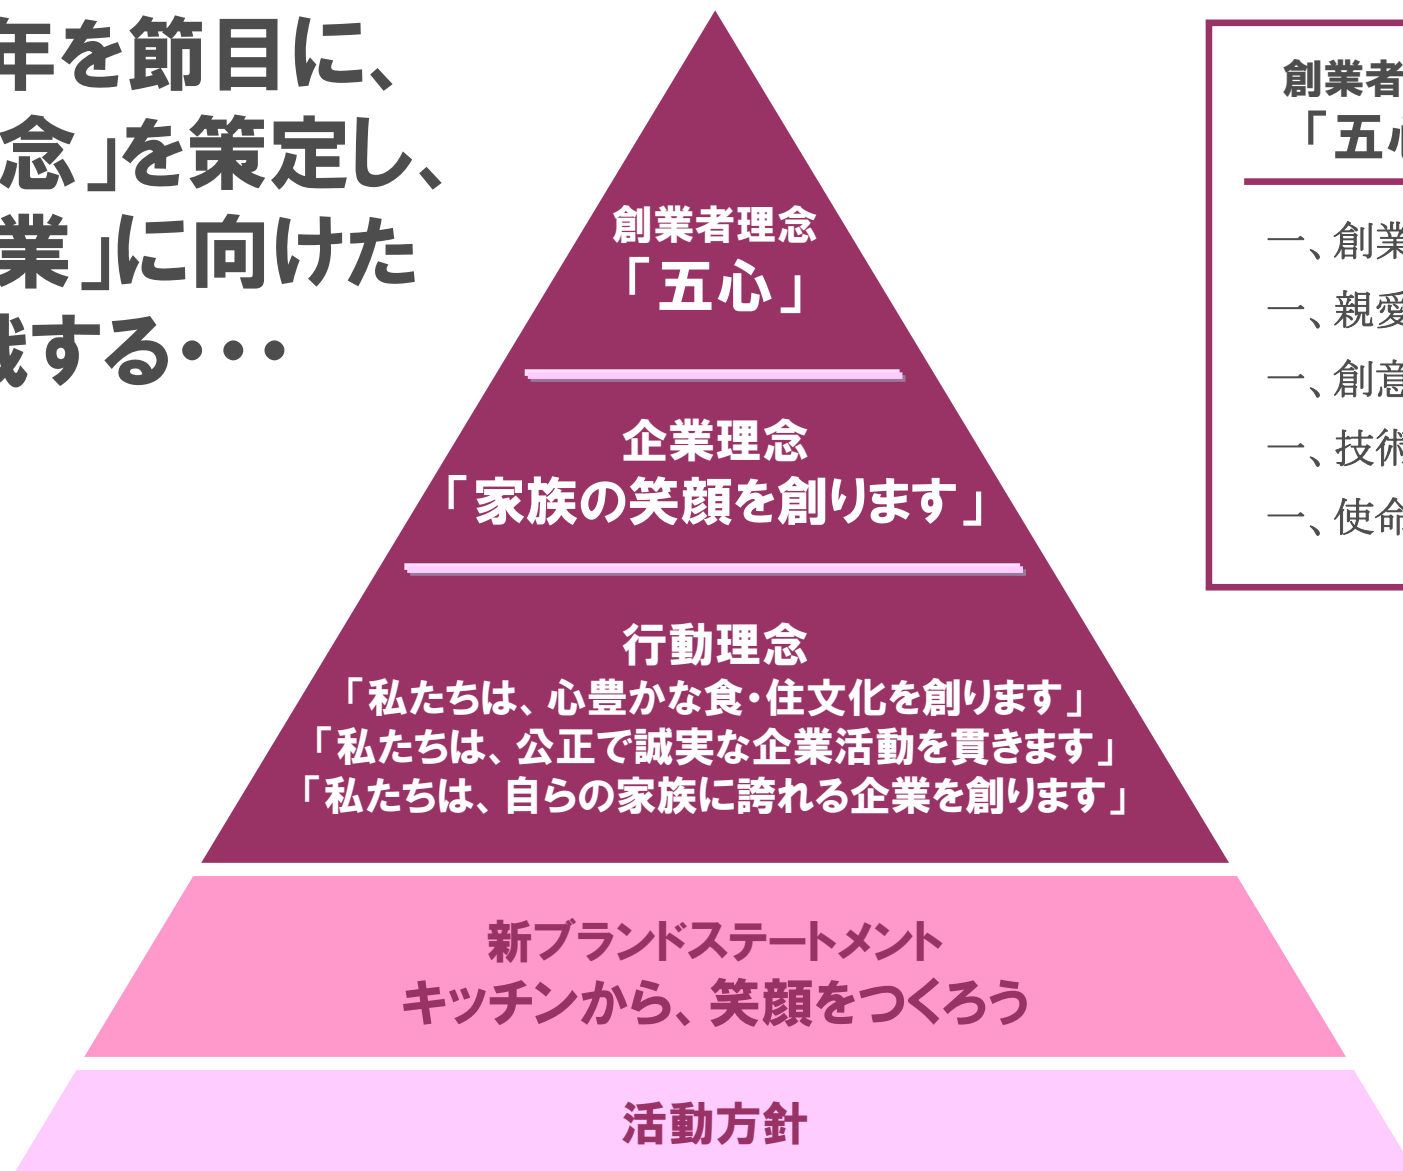 年を節目に、
念」を策定し、
業」に向けた
践する・・・
創業者理念
「五心」
企業理念
「家族の笑顔を創ります」
行動理念
「私たちは、心豊かな食・住文化を創ります」
「私たちは、公正で誠実な企業活動を貫きます」
「私たちは、自らの家族に誇れる企業を創ります」
新ブランドステートメント
キッチンから、笑顔をつくろう
活動方針
創業者
「五心
一、創業
一、親愛
一、創意
一、技術
一、使命